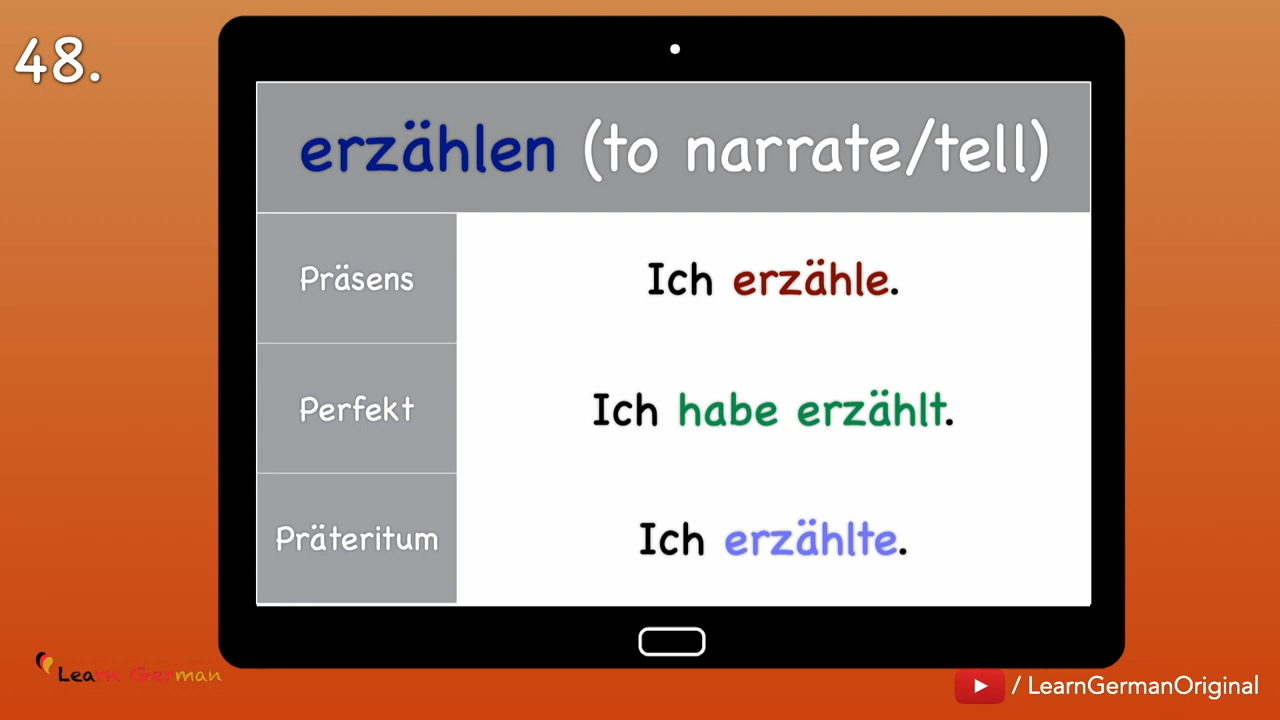 48.
erzählen (to narrate/tell)
Präsens
Ich erzähle.
Perfekt
Ich habe erzählt.
Präteritum
Ich erzählte.
Learn German
/ LearnGermanOriginal